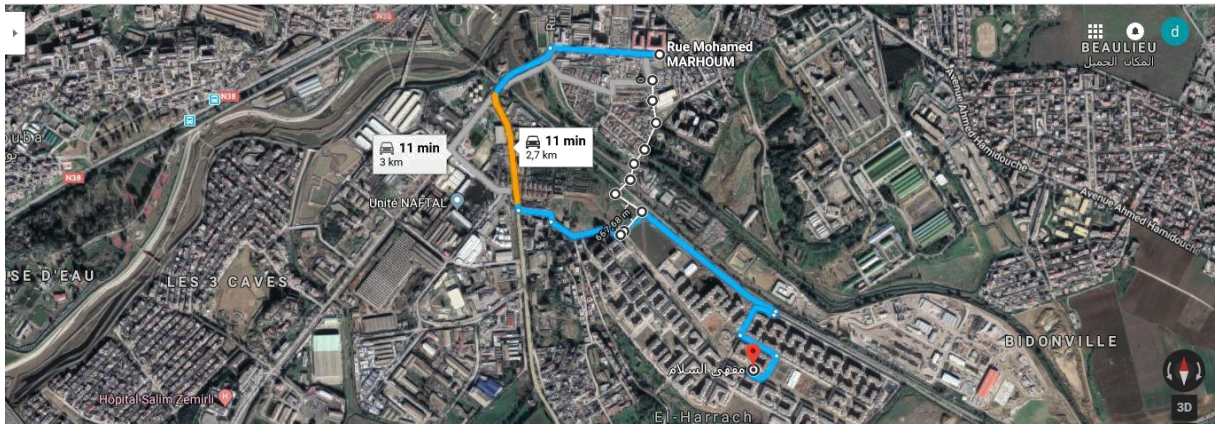 N38
BEAULIEU
المكان الجميل
d
Rue Mohamed
MARHOUM
N38
Avenue Ahmed Hamidouche
11 min
3 km
11 min
2,7 km
N38
Unité NAFTAL
Avenue Ahmed Hamidouche
LES 3 CAVES
BIDONVILLE
مقهى السلام
Hôpital Salim Zemirli
H
El-Harrach
3D